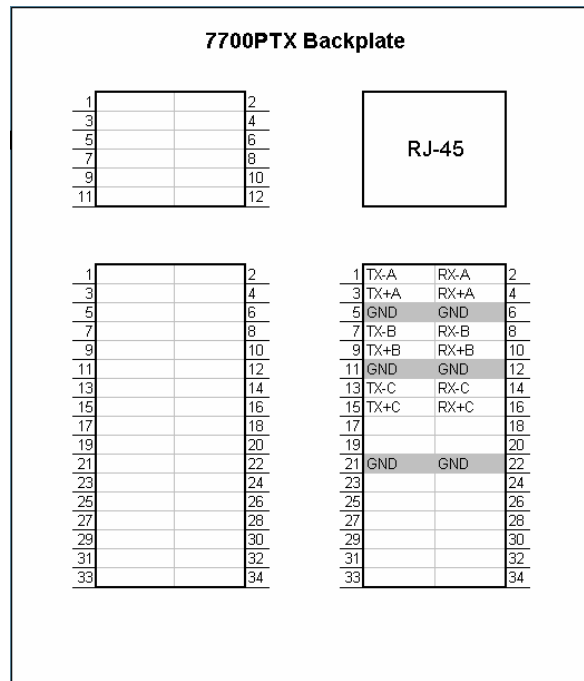 7700PTX Backplate
1 2
3 4
5 6
7 8
9 10
11 12
RJ-45
1 2
3 4
5 6
7 8
9 10
11 12
13 14
15 16
17 18
19 20
21 22
23 24
25 26
27 28
29 30
31 32
33 34
1 TX-A RX-A 2
3 TX+A RX+A 4
5 GND GND 6
7 TX-B RX-B 8
9 TX+B RX+B 10
11 GND GND 12
13 TX-C RX-C 14
15 TX+C RX+C 16
17 18
19 20
21 GND GND 22
23 24
25 26
27 28
29 30
31 32
33 34